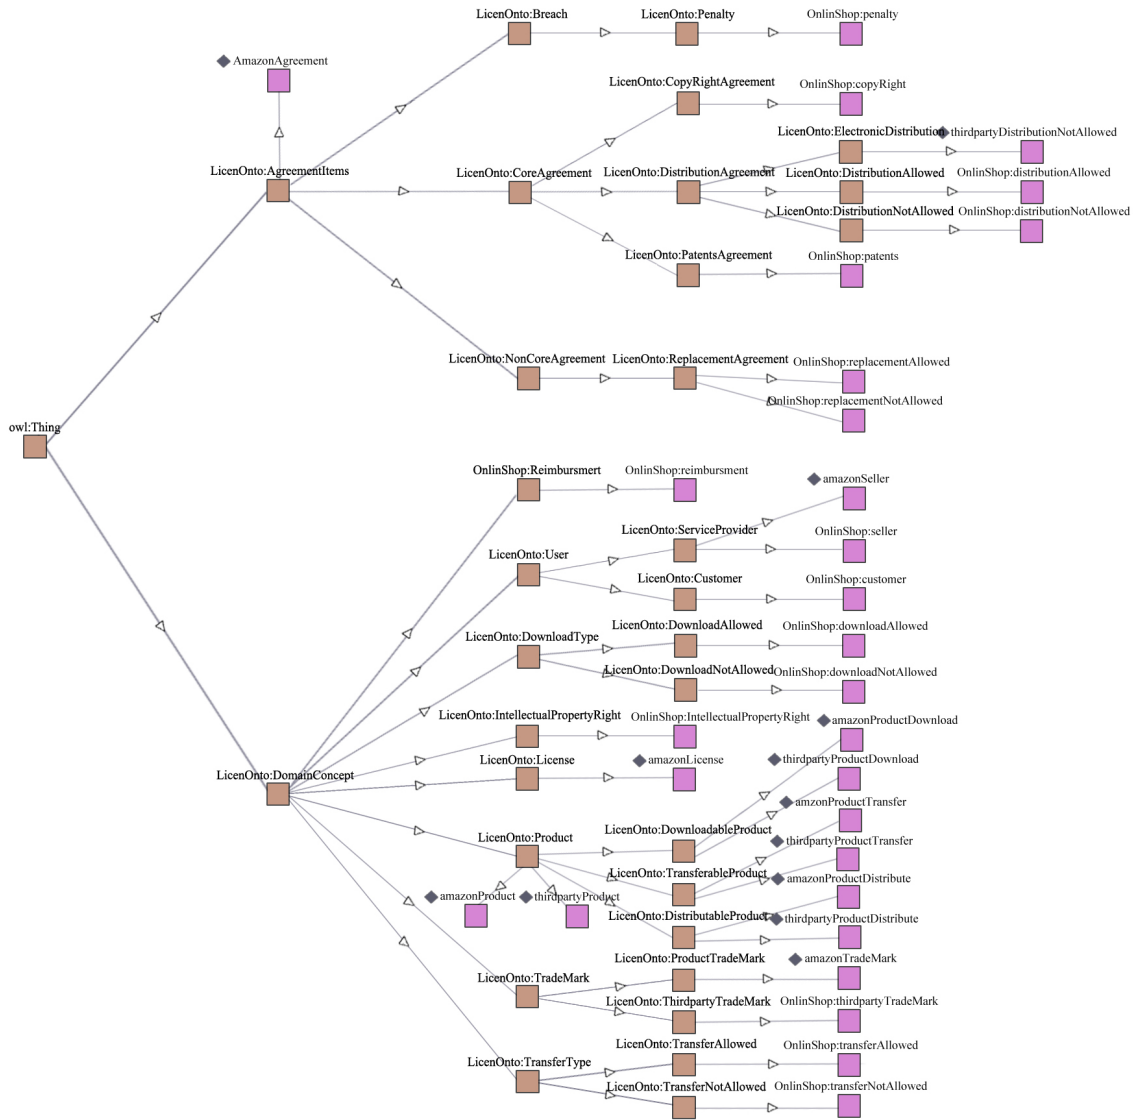 LicenOnto:Breach
LicenOnto:Penalty
OnlinShop:penalty
AmazonAgreement
LicenOnto:CopyRightAgreement
OnlinShop:copyRight
LicenOnto:ElectronicDistribution
thirdpartyDistributionNotAllowed
LicenOnto:AgreementItems
LicenOnto:CoreAgreement
LicenOnto:DistributionAgreement
LicenOnto:DistributionAllowed
OnlinShop:distributionAllowed
LicenOnto:DistributionNotAllowed
OnlinShop:distributionNotAllowed
LicenOnto:PatentsAgreement
OnlinShop:patents
LicenOnto:NonCoreAgreement
LicenOnto:ReplacementAgreement
OnlinShop:replacementAllowed
OnlinShop:replacementNotAllowed
owl:Thing
OnlinShop:Reimbursmert
OnlinShop:reimbursment
amazonSeller
LicenOnto:User
LicenOnto:ServiceProvider
OnlinShop:seller
LicenOnto:Customer
OnlinShop:customer
LicenOnto:DownloadType
LicenOnto:DownloadAllowed
OnlinShop:downloadAllowed
LicenOnto:DownloadNotAllowed
OnlinShop:downloadNotAllowed
LicenOnto:IntellectualPropertyRight
OnlinShop:IntellectualPropertyRight
amazonProductDownload
LicenOnto:DomainConcept
LicenOnto:License
amazonLicense
thirdpartyProductDownload
amzonProductTransfer
LicenOnto:Product
LicenOnto:DownloadableProduct
thirdpartyProductTransfer
LicenOnto:TransferableProduct
amazonProductDistribute
amazonProduct
thirdpartyProduct
LicenOnto:DistributableProduct
thirdpartyProductDistribute
LicenOnto:TradeMark
LicenOnto:ProductTradeMark
amazonTradeMark
LicenOnto:ThirdpartyTradeMark
OnlinShop:thirdpartyTradeMark
LicenOnto:TransferType
LicenOnto:TransferAllowed
OnlinShop:transferAllowed
LicenOnto:TransferNotAllowed
OnlinShop:transferNotAllowed